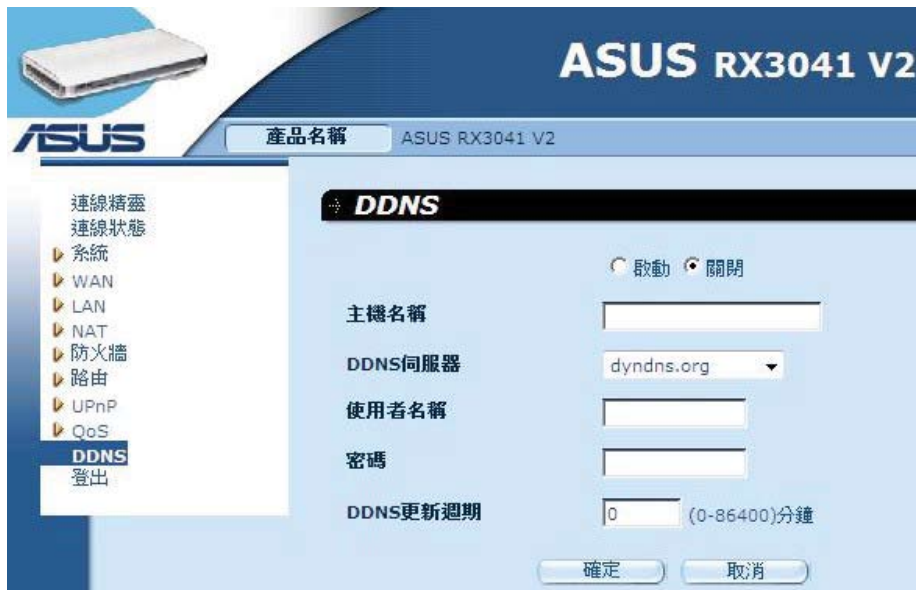 ASUS RX3041 V2
ASUS
產品名稱 ASUS RX3041 V2
連線精靈
連線狀態
系統
WAN
LAN
NAT
防火牆
路由
UPnP
QoS
DDNS
登出
DDNS
啟動 關閉
主機名稱
DDNS伺服器 dyndns.org
使用者名稱
密碼
DDNS更新週期 0 (0-86400)分鐘
確定 取消